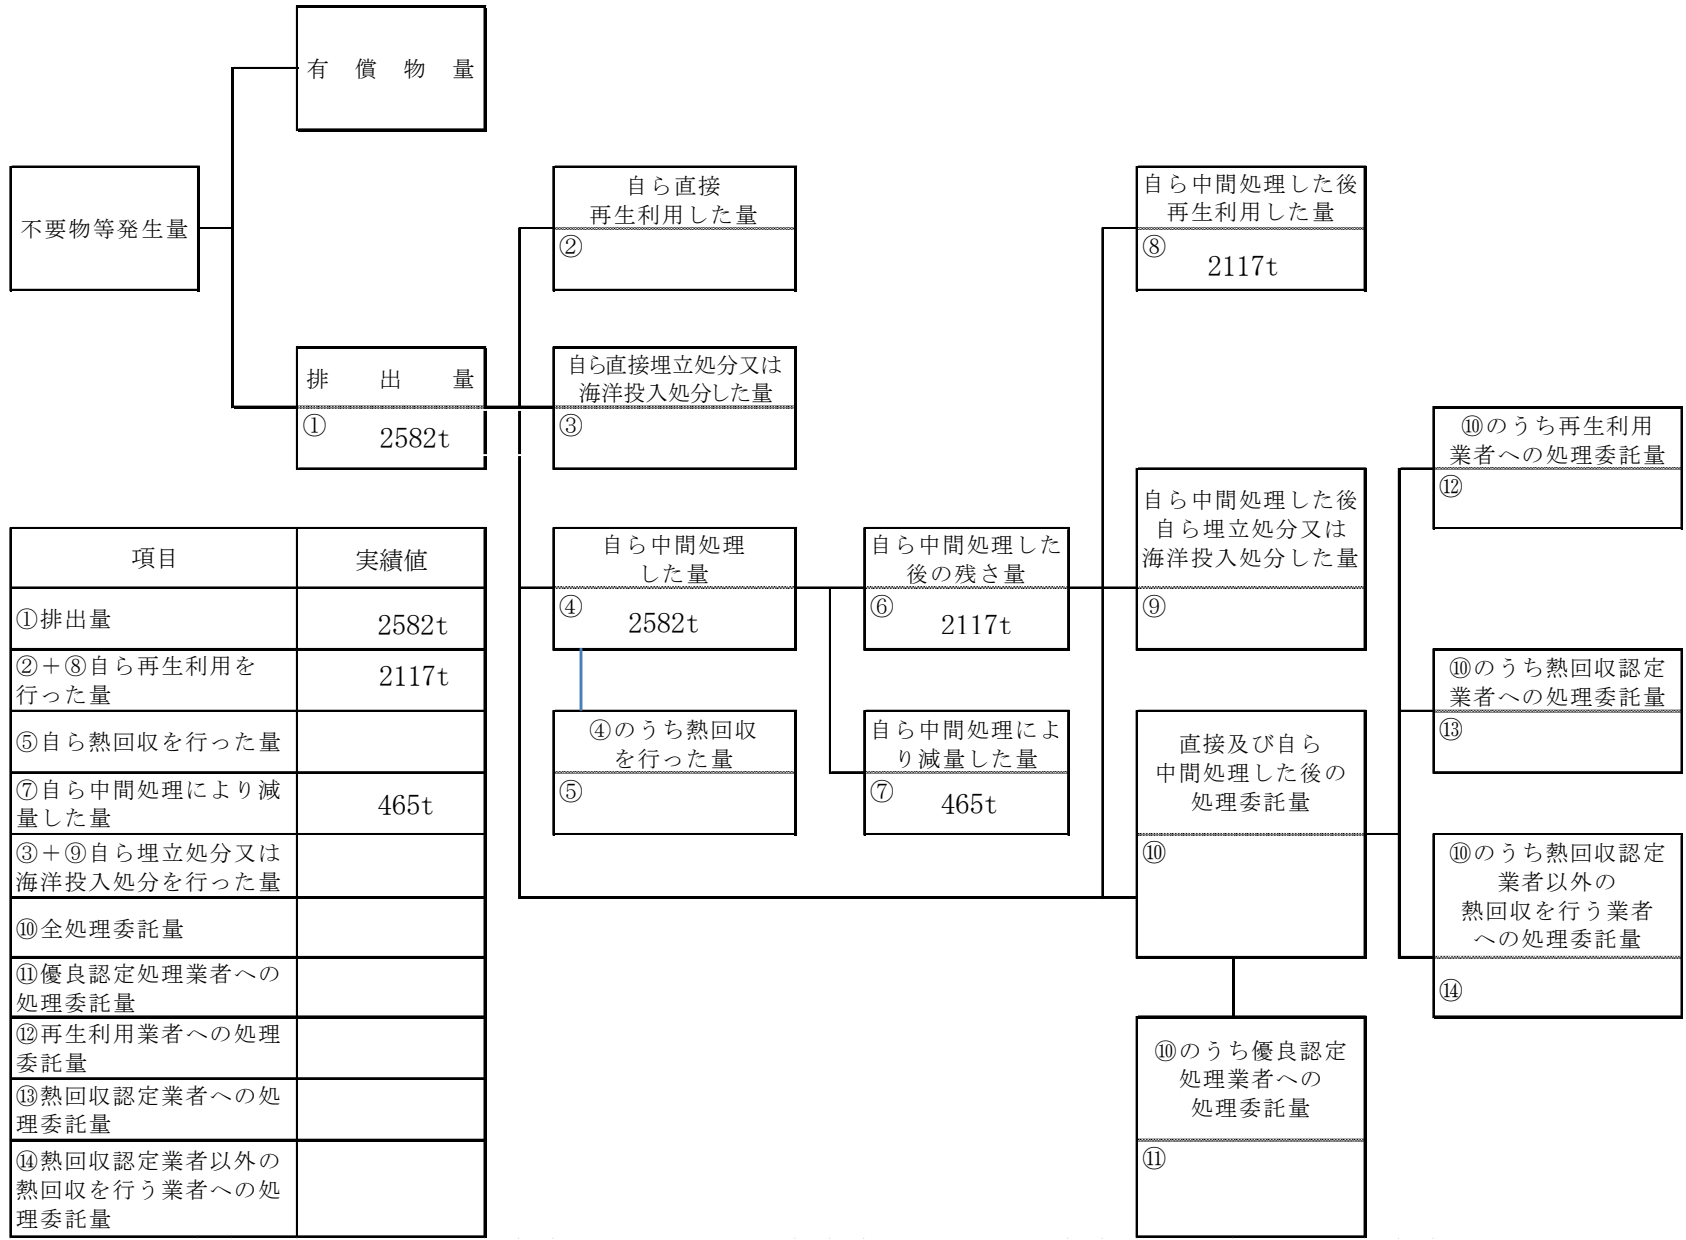 有償物量
不要物等発生量
排出量
①
2582t
自ら直接
再生利用した量
②
自ら直接埋立処分又は
海洋投入処分した量
③
自ら中間処理
した量
④
2582t
④のうち熱回収
を行った量
⑤
自ら中間処理した
後の残さ量
⑥
2117t
自ら中間処理によ
り減量した量
⑦
465t
自ら中間処理した後
再生利用した量
⑧
2117t
自ら中間処理した後
自ら埋立処分又は
海洋投入処分した量
⑨
直接及び自ら
中間処理した後の
処理委託量
⑩
⑩のうち優良認定
処理業者への
処理委託量
⑪
⑩のうち再生利用
業者への処理委託量
⑫
⑩のうち熱回収認定
業者への処理委託量
⑬
⑩のうち熱回収認定
業者以外の
熱回収を行う業者
への処理委託量
⑭
項目 実績値
①排出量 2582t
②+⑧自ら再生利用を
行った量 2117t
⑤自ら熱回収を行った量
⑦自ら中間処理により減
量した量 465t
③+⑨自ら埋立処分又は
海洋投入処分を行った量
⑩全処理委託量
⑪優良認定処理業者への
処理委託量
⑫再生利用業者への処理
委託量
⑬熱回収認定業者への処
理委託量
⑭熱回収認定業者以外の
熱回収を行う業者への処
理委託量